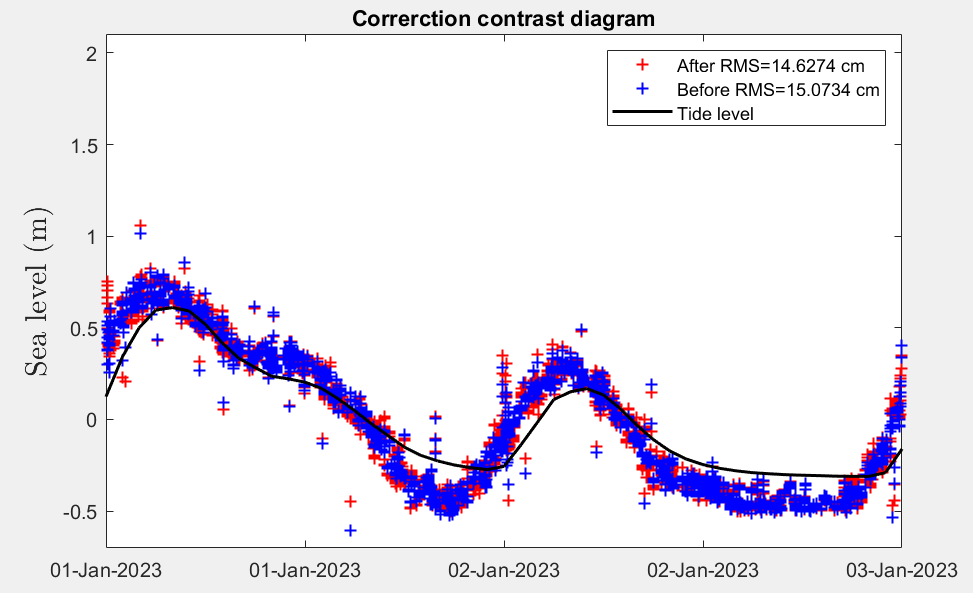 Correrction contrast diagram
After RMS=14.6274 cm
Before RMS=15.0734 cm
Tide level
Sea level (m)
2
1.5
1
0.5
0
-0.5
01-Jan-2023 01-Jan-2023 02-Jan-2023 02-Jan-2023 03-Jan-2023